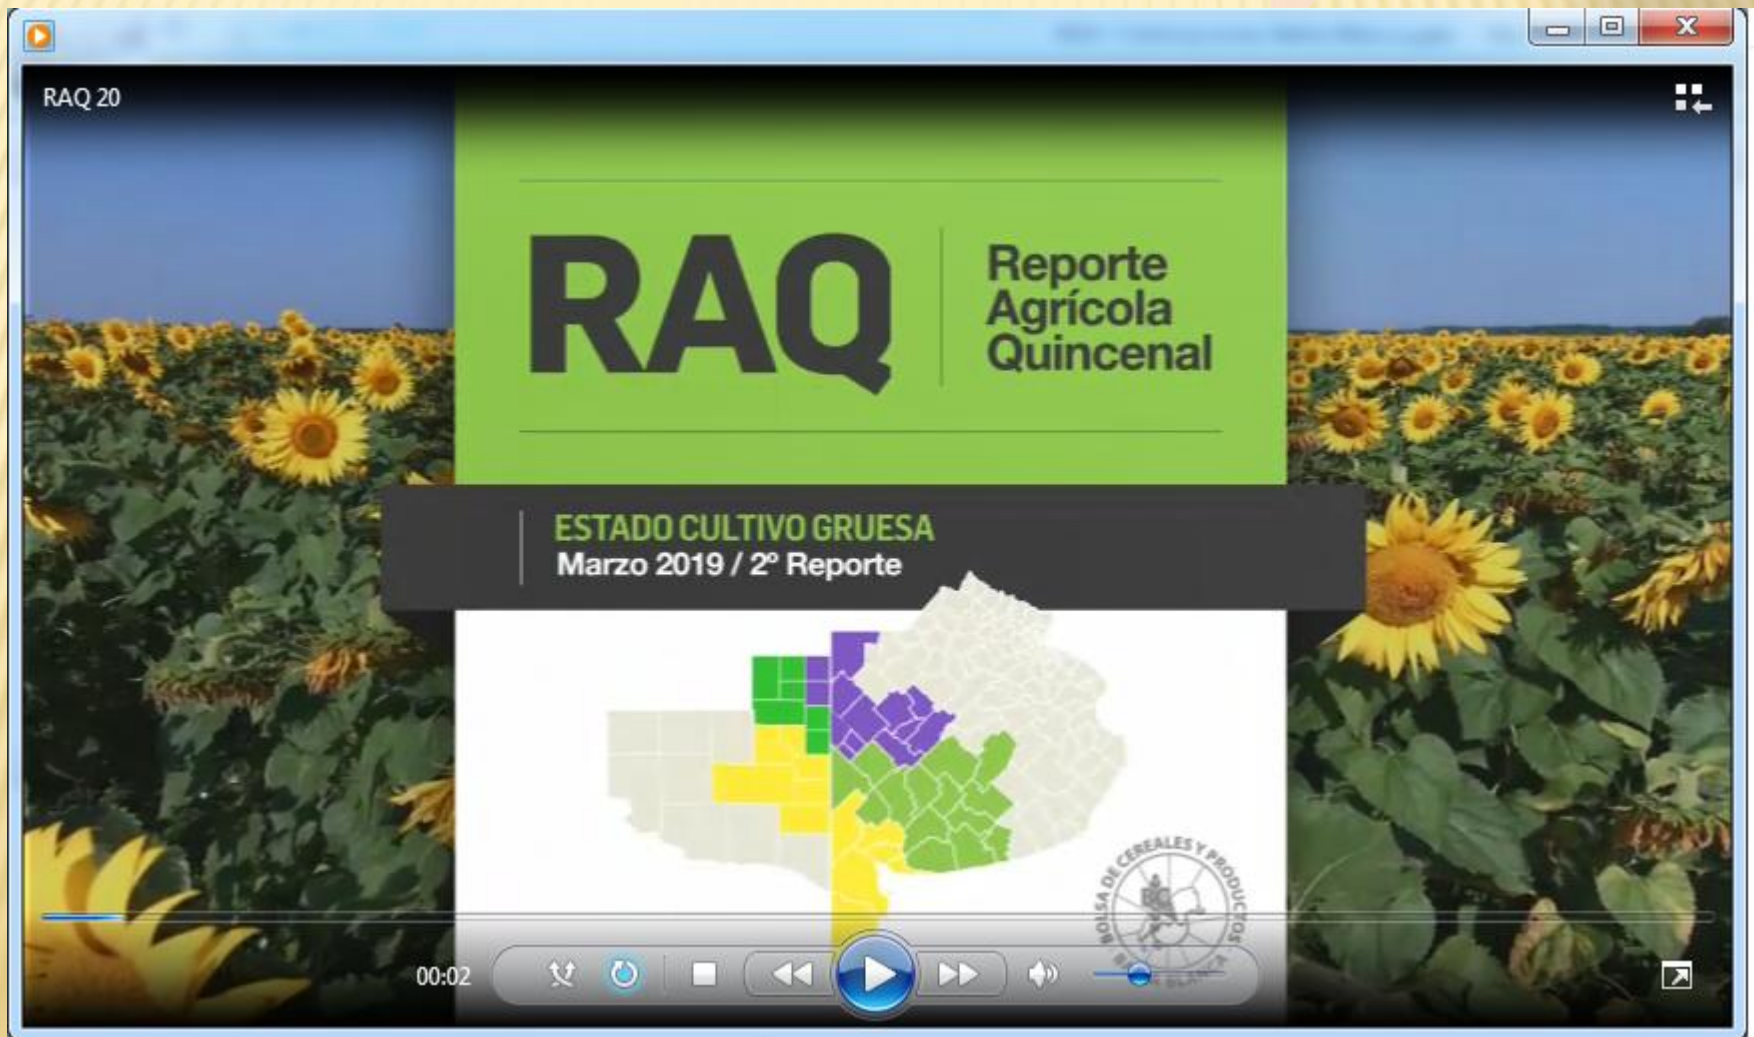 RAQ 20
RAQ
Reporte
Agrícola
Quincenal
ESTADO CULTIVO GRUESA
Marzo 2019 / 2º Reporte
BOLSA DE CEREALES Y PRODUCTOS
00:02